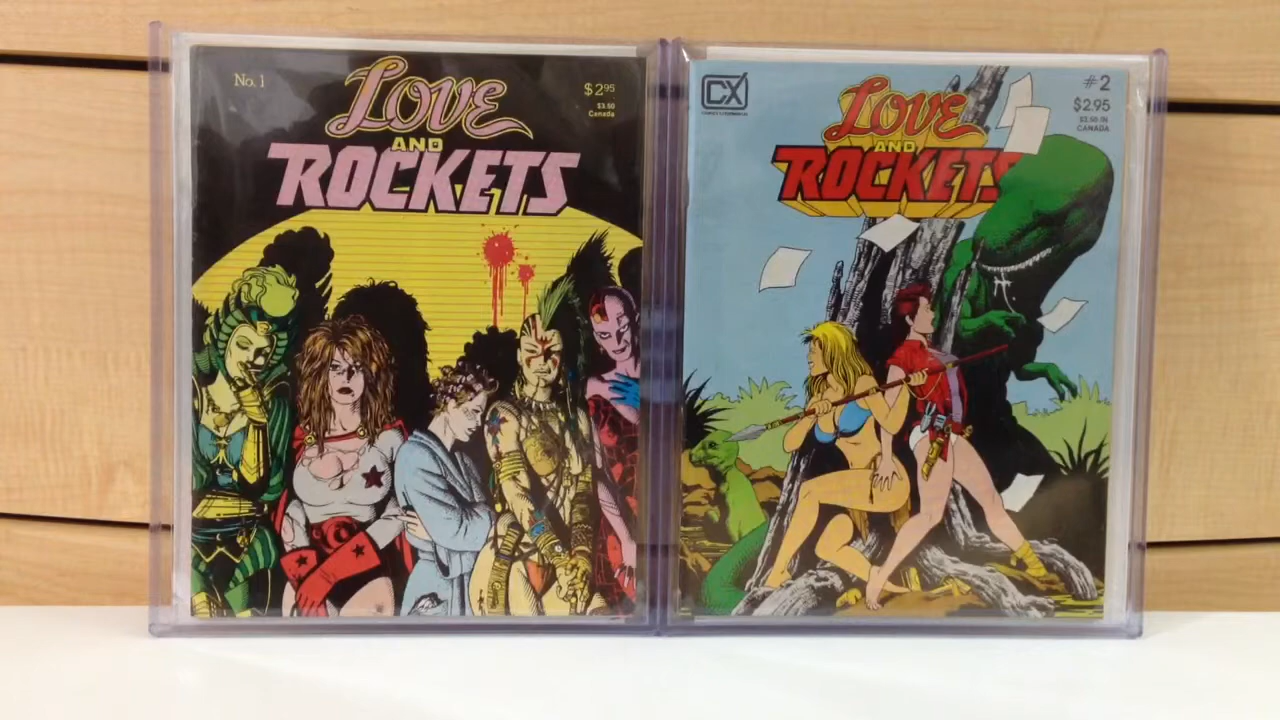 No. 1
LOVE
AND
ROCKETS
$2.95
$3.50
Canada
CX
LOVE
AND
ROCKETS
#2
$2.95
$3.50 IN
CANADA